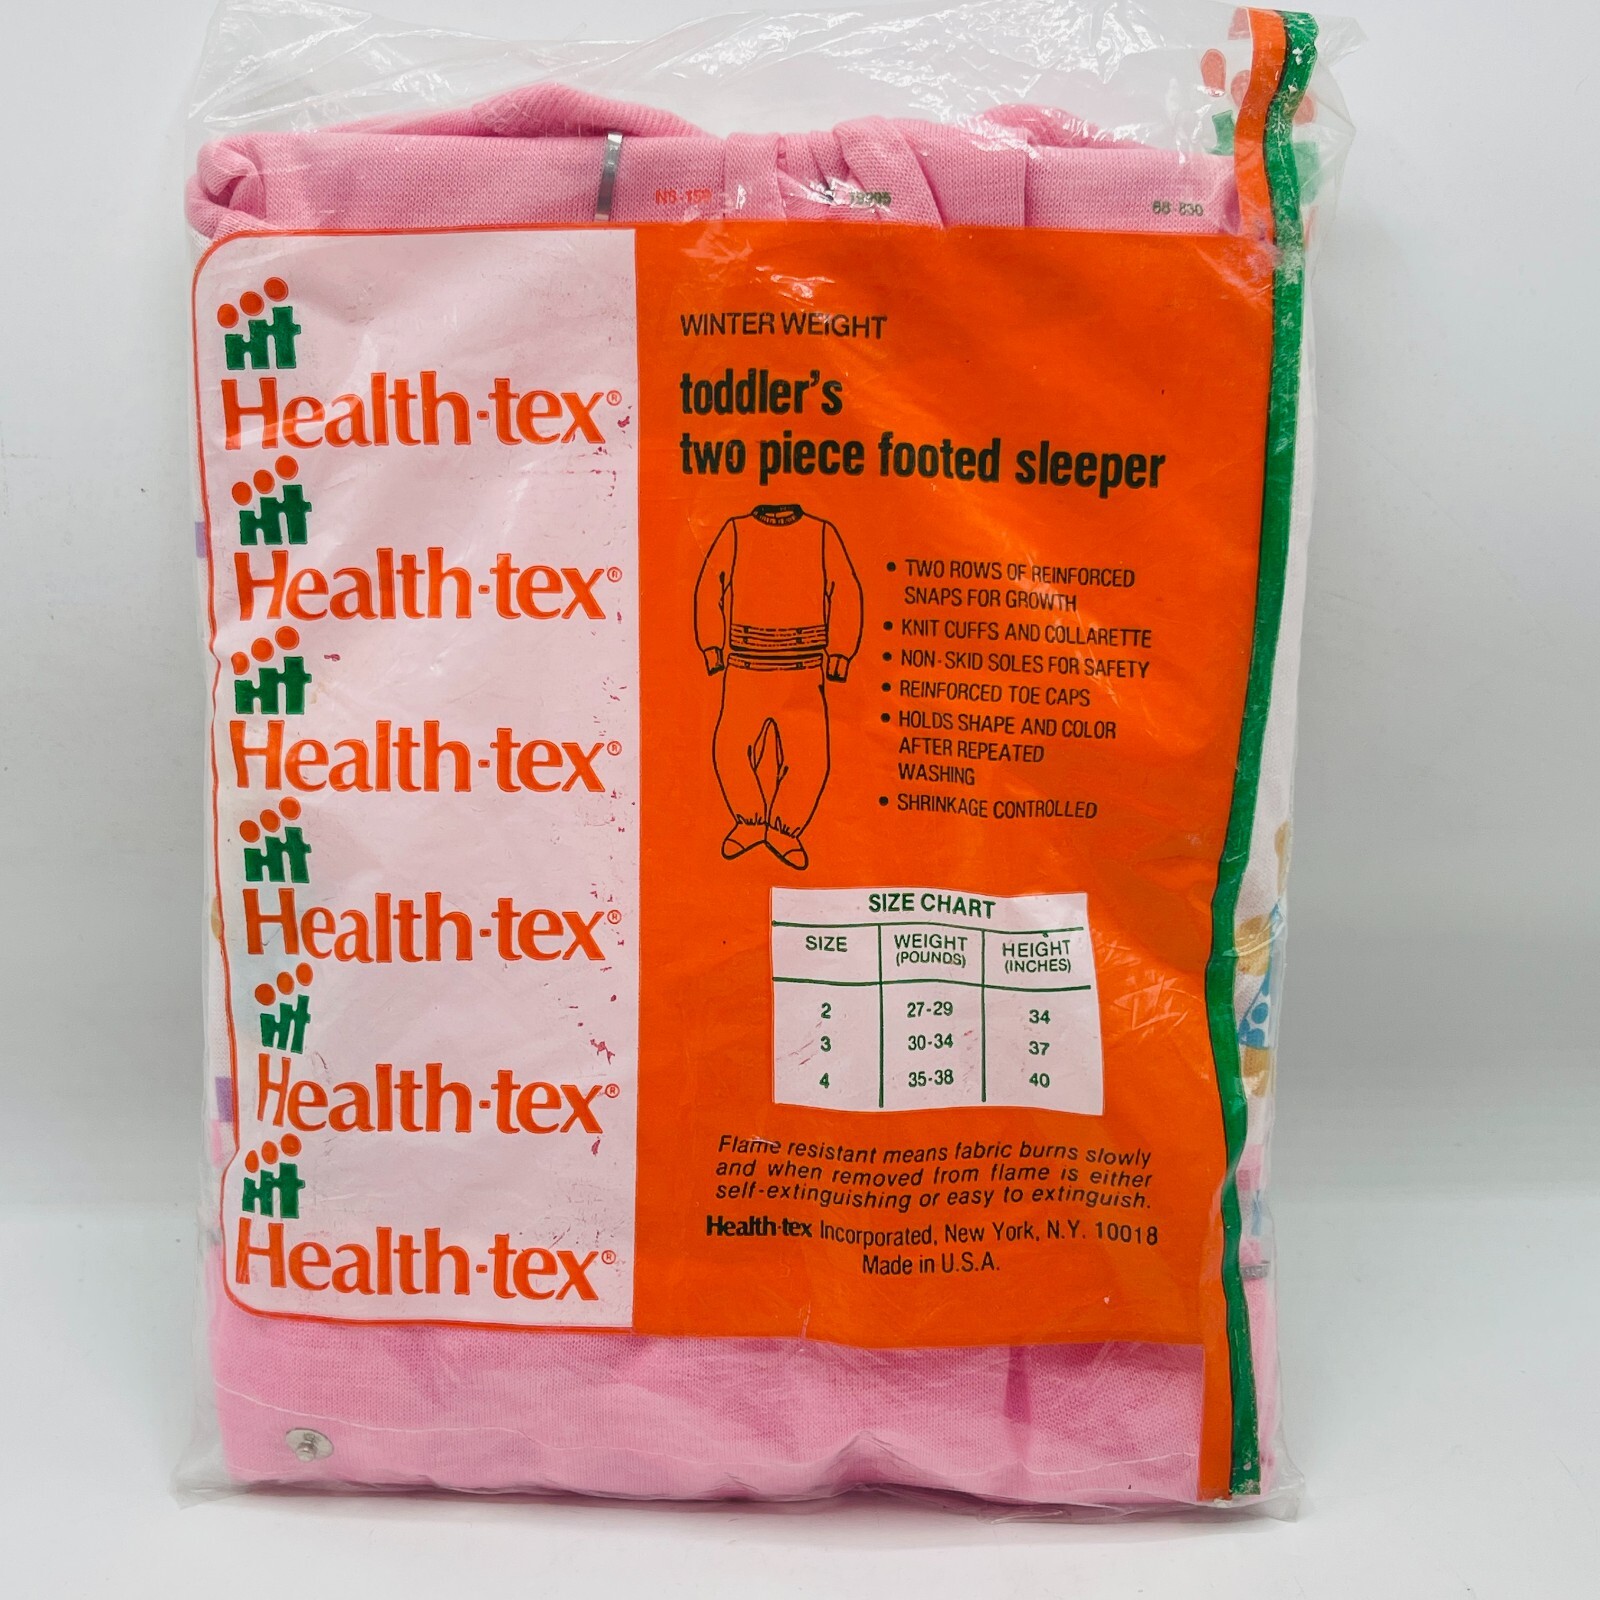 66-830
Health-tex®
Health-tex®
Health-tex®
Health-tex®
Health-tex®
Health-tex®
WINTER WEIGHT
toddler's
two piece footed sleeper
• TWO ROWS OF REINFORCED
SNAPS FOR GROWTH
• KNIT CUFFS AND COLLARETTE
• NON-SKID SOLES FOR SAFETY
• REINFORCED TOE CAPS
• HOLDS SHAPE AND COLOR
AFTER REPEATED
WASHING
• SHRINKAGE CONTROLLED
SIZE CHART
SIZE WEIGHT (POUNDS) HEIGHT (INCHES)
2 27-29 34
3 30-34 37
4 35-38 40
Flame resistant means fabric burns slowly
and when removed from flame is either
self-extinguishing or easy to extinguish.
Health-tex Incorporated, New York, N.Y. 10018
Made in U.S.A.